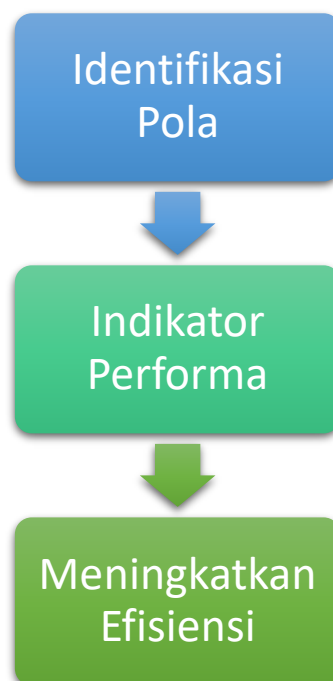 Identifikasi
Pola
Indikator
Performa
Meningkatkan
Efisiensi